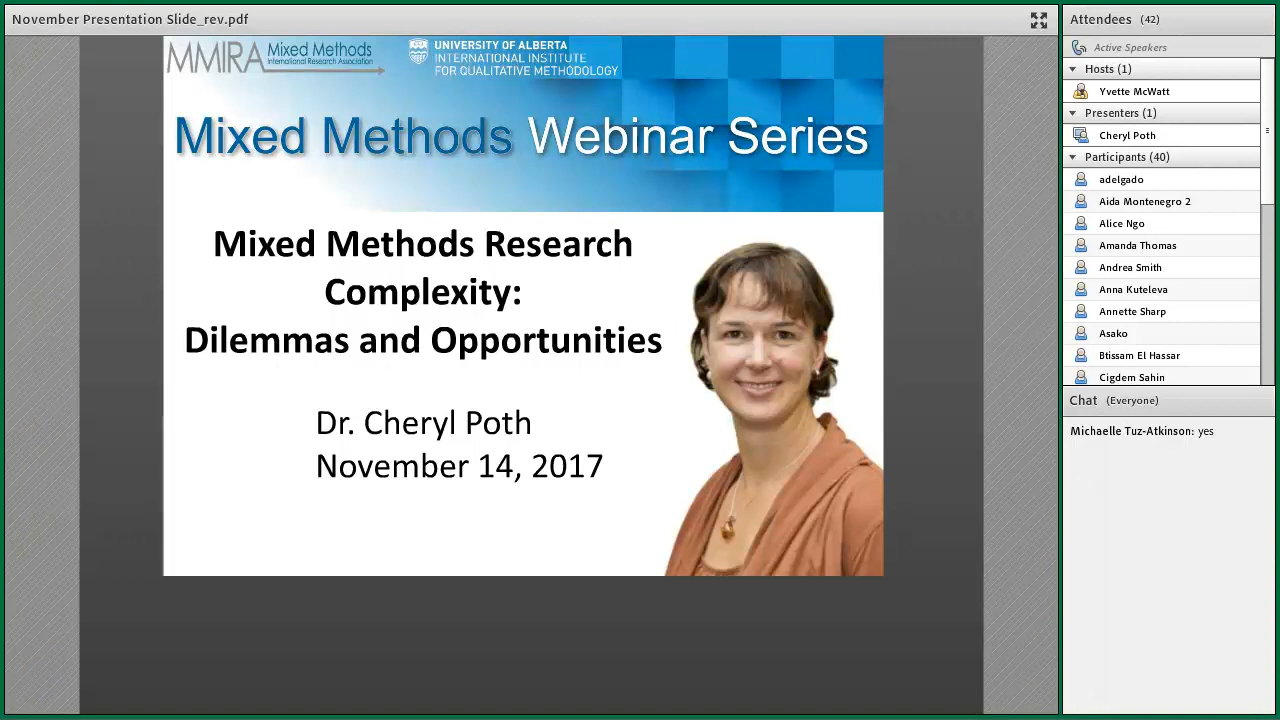 November Presentation Slide_rev.pdf
MMIRA Mixed Methods
International Research Association
UNIVERSITY OF ALBERTA
INTERNATIONAL INSTITUTE
FOR QUALITATIVE METHODOLOGY
Mixed Methods Webinar Series
Mixed Methods Research
Complexity:
Dilemmas and Opportunities
Dr. Cheryl Poth
November 14, 2017
Attendees (42)
Active Speakers
Hosts (1)
Yvette McWatt
Presenters (1)
Cheryl Poth
Participants (40)
adelgado
Aida Montenegro 2
Alice Ngo
Amanda Thomas
Andrea Smith
Anna Kuteleva
Annette Sharp
Asako
Btissam El Hassar
Cigdem Sahin
Chat (Everyone)
Michaelle Tuz-Atkinson: yes